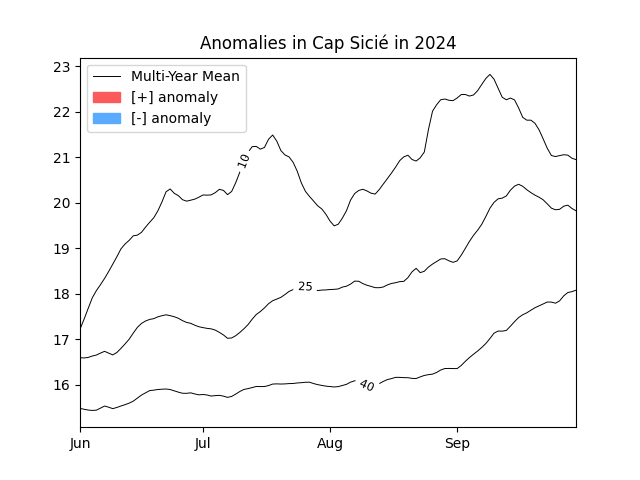 Anomalies in Cap Sicié in 2024
Multi-Year Mean
[+] anomaly
[-] anomaly
23
22
21
20
19
18
17
16
10
25
40
Jun
Jul
Aug
Sep